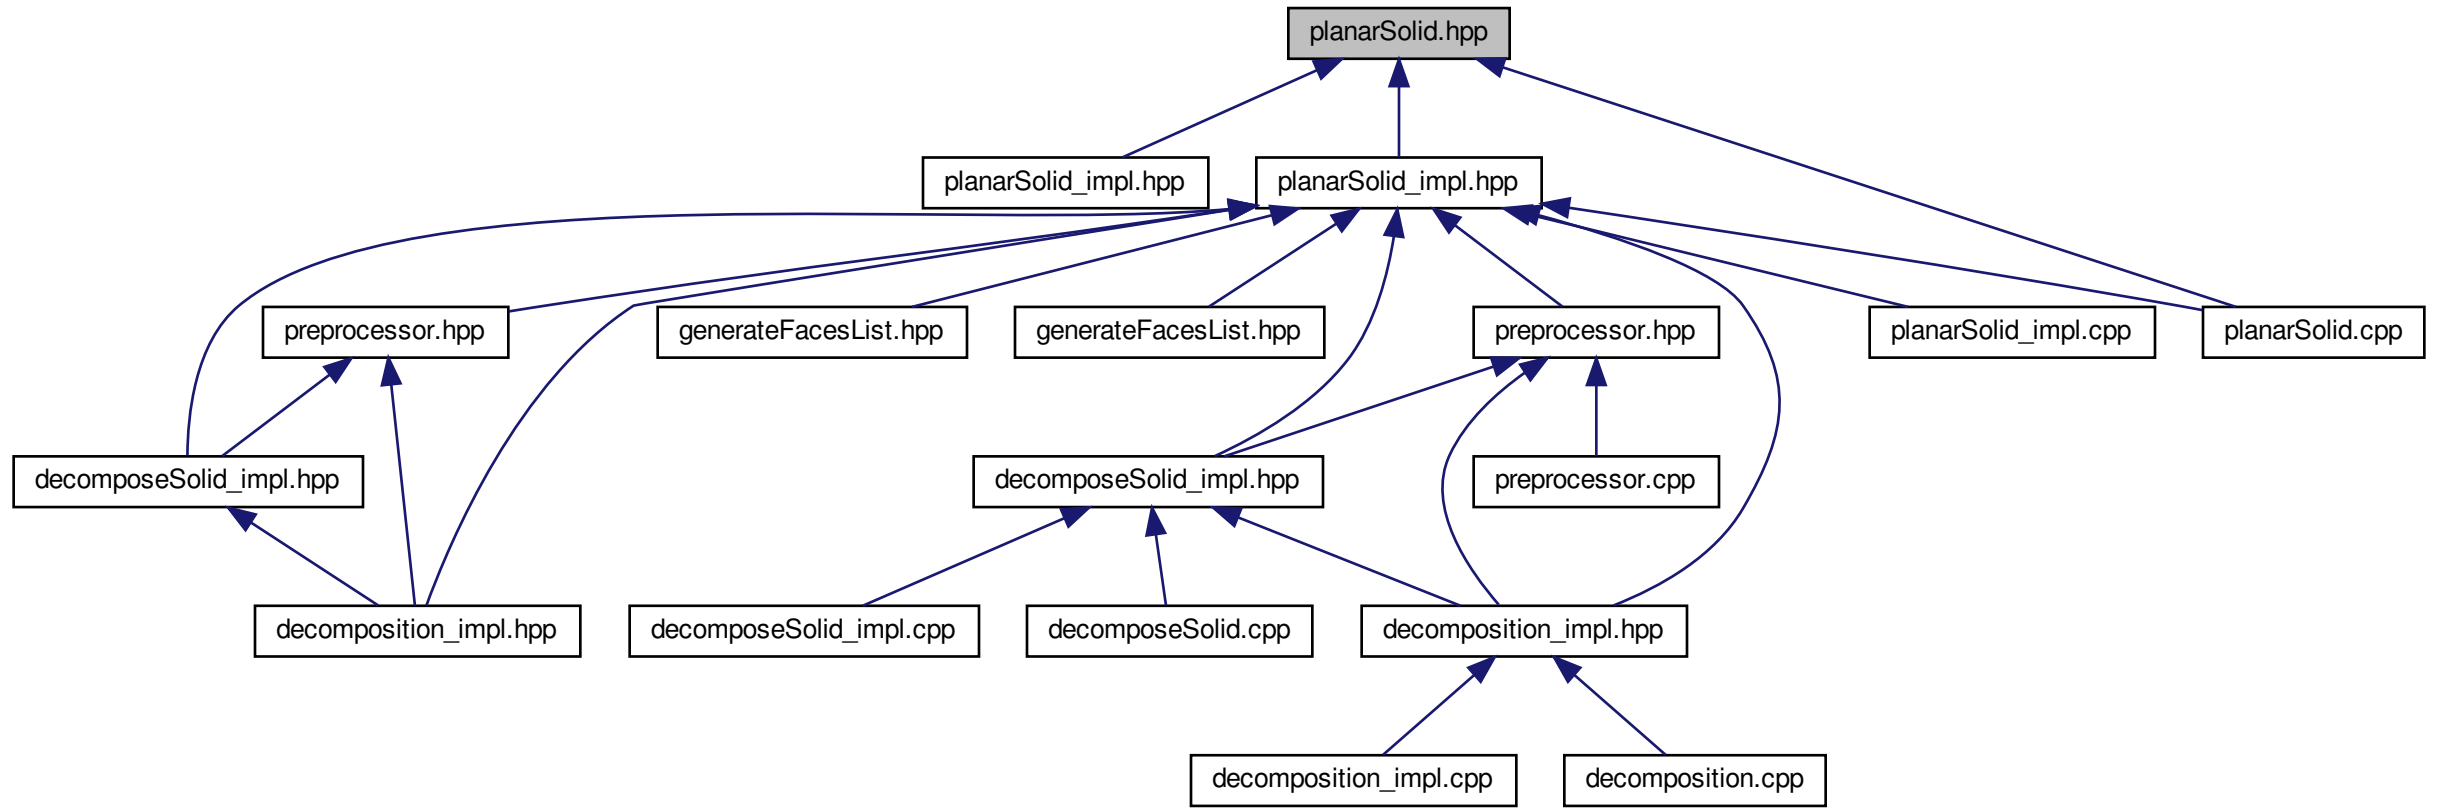 planarSolid.hpp
planarSolid_impl.hpp
planarSolid_impl.hpp
preprocessor.hpp
generateFacesList.hpp
generateFacesList.hpp
preprocessor.hpp
planarSolid_impl.cpp
planarSolid.cpp
decomposeSolid_impl.hpp
decomposeSolid_impl.hpp
preprocessor.cpp
decomposition_impl.hpp
decomposeSolid_impl.cpp
decomposeSolid.cpp
decomposition_impl.hpp
decomposition_impl.cpp
decomposition.cpp